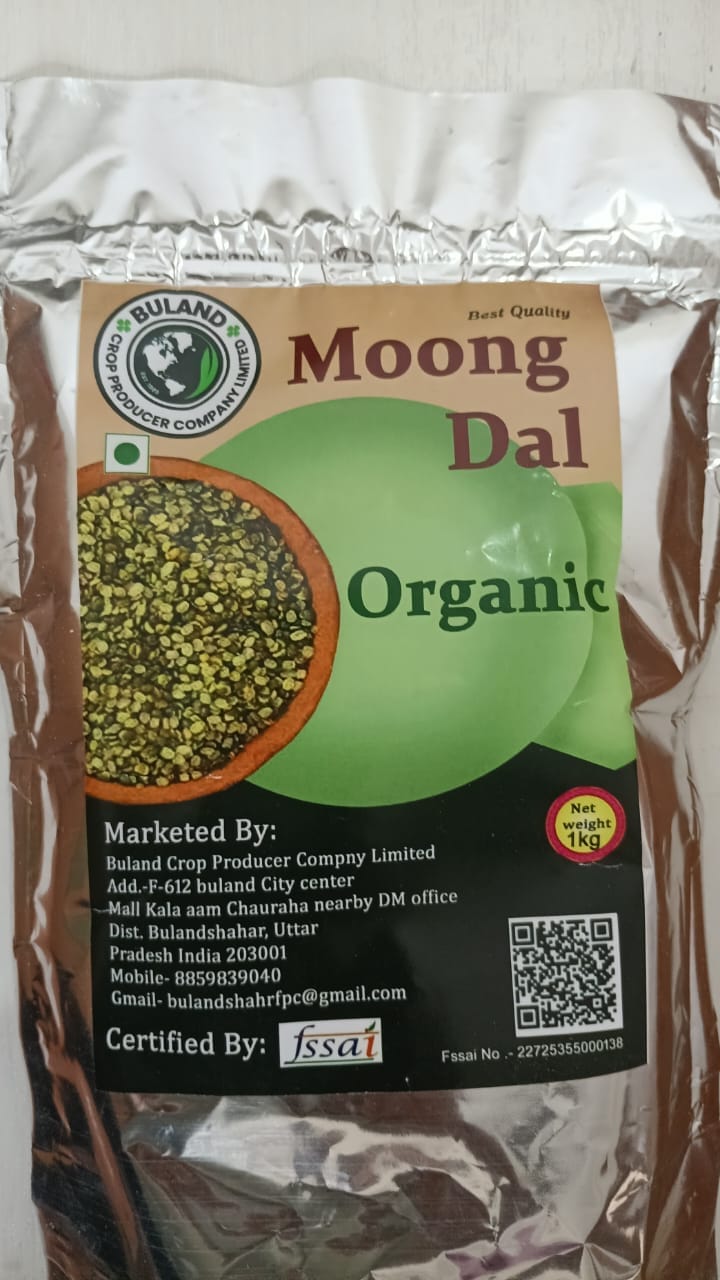 BULAND
CROP PRODUCER COMPANY LIMITED
Best Quality
Moong
Dal
Organic
Net
weight
1kg
Marketed By:
Buland Crop Producer Compny Limited
Add.-F-612 buland City center
Mall Kala aam Chauraha nearby DM office
Dist. Bulandshahar, Uttar
Pradesh India 203001
Mobile- 8859839040
Gmail- bulandshahrfpc@gmail.com
Certified By: fssai
Fssai No .- 22725355000138